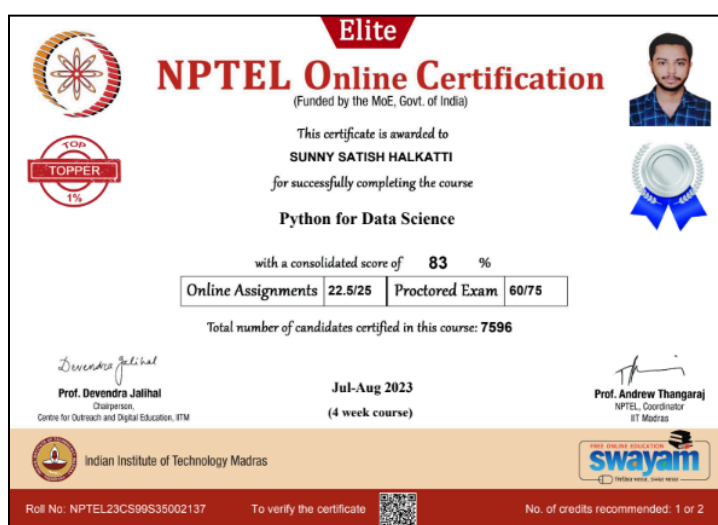 Elite
NPTEL Online Certification
(Funded by the MoE, Govt. of India)
TOP
TOPPER
1%
This certificate is awarded to
SUNNY SATISH HALKATTI
for successfully completing the course
Python for Data Science
with a consolidated score of 83 %
Online Assignments 22.5/25 Proctored Exam 60/75
Total number of candidates certified in this course: 7596
Devendra Jalihal
Prof. Devendra Jalihal
Chairperson,
Centre for Outreach and Digital Education, IITM
Jul-Aug 2023
(4 week course)
Prof. Andrew Thangaraj
NPTEL, Coordinator
IIT Madras
Indian Institute of Technology Madras
FREE ONLINE EDUCATION
swayam
Roll No: NPTEL23CS99S35002137
To verify the certificate
No. of credits recommended: 1 or 2